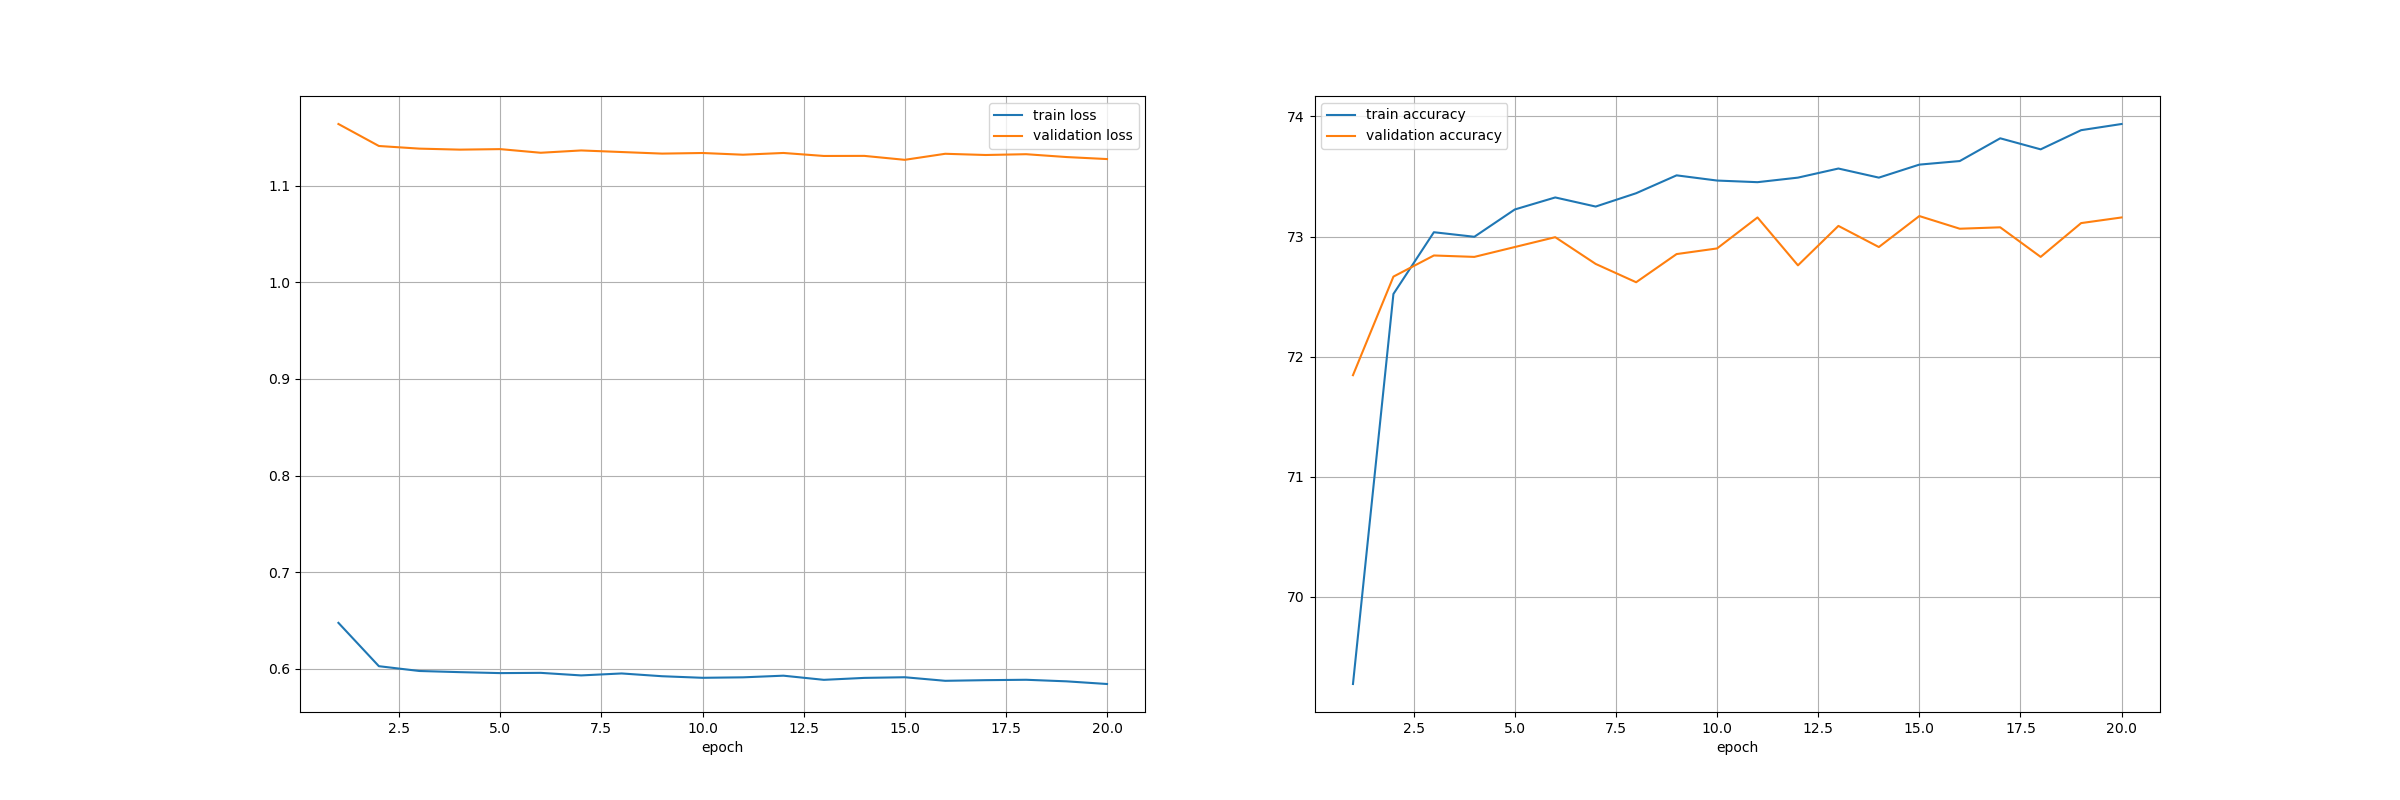 train loss
validation loss
1.1
1.0
0.9
0.8
0.7
0.6
2.5 5.0 7.5 10.0 12.5 15.0 17.5 20.0
epoch
train accuracy
validation accuracy
74
73
72
71
70
2.5 5.0 7.5 10.0 12.5 15.0 17.5 20.0
epoch